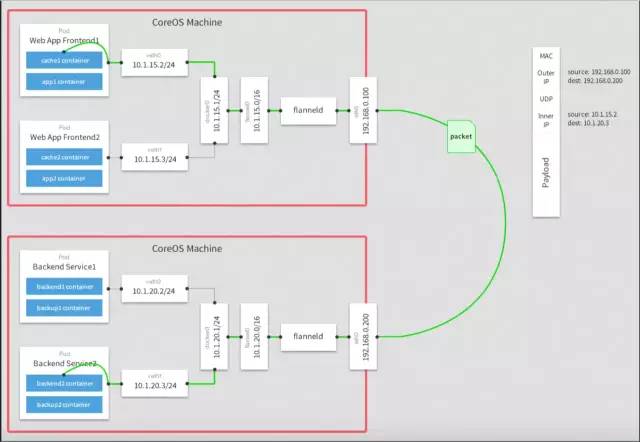 CoreOS Machine
Pod
Web App Frontend1
cache1 container
app1 container
veth0
10.1.15.2/24
docker0
10.1.15.1/24
flannel0
10.1.15.0/16
flanneld
eth0
192.168.0.100
Pod
Web App Frontend2
cache2 container
app2 container
veth1
10.1.15.3/24
packet
MAC
Outer
IP
source: 192.168.0.100
dest: 192.168.0.200
UDP
Inner
IP
source: 10.1.15.2
dest: 10.1.20.3
Payload
CoreOS Machine
Pod
Backend Service1
backend1 container
backup1 container
veth0
10.1.20.2/24
docker0
10.1.20.1/24
flannel0
10.1.20.0/16
flanneld
eth0
192.168.0.200
Pod
Backend Service2
backend2 container
backup2 container
veth1
10.1.20.3/24